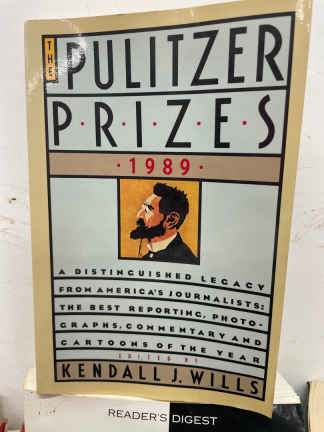 THE PULITZER
P·R·I·Z·E·S
·1989·
A DISTINGUISHED LEGACY
FROM AMERICA'S JOURNALISTS:
THE BEST REPORTING, PHOTO-
GRAPHS, COMMENTARY AND
CARTOONS OF THE YEAR
EDITED BY
KENDALL J. WILLS
READER'S DIGEST